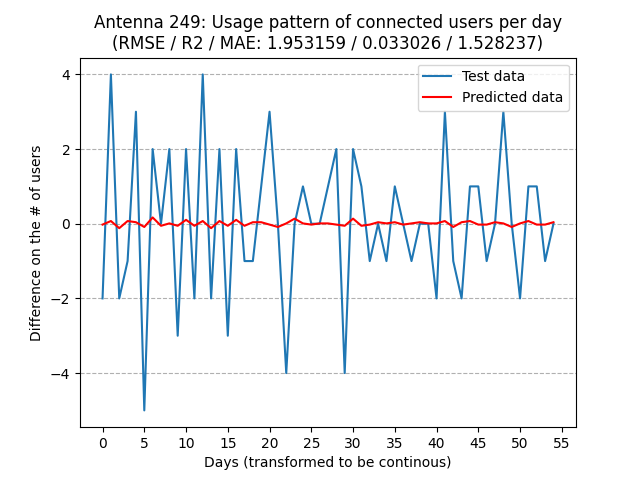 Antenna 249: Usage pattern of connected users per day
(RMSE / R2 / MAE: 1.953159 / 0.033026 / 1.528237)
Test data
Predicted data
4
2
0
−2
−4
Difference on the # of users
0 5 10 15 20 25 30 35 40 45 50 55
Days (transformed to be continous)